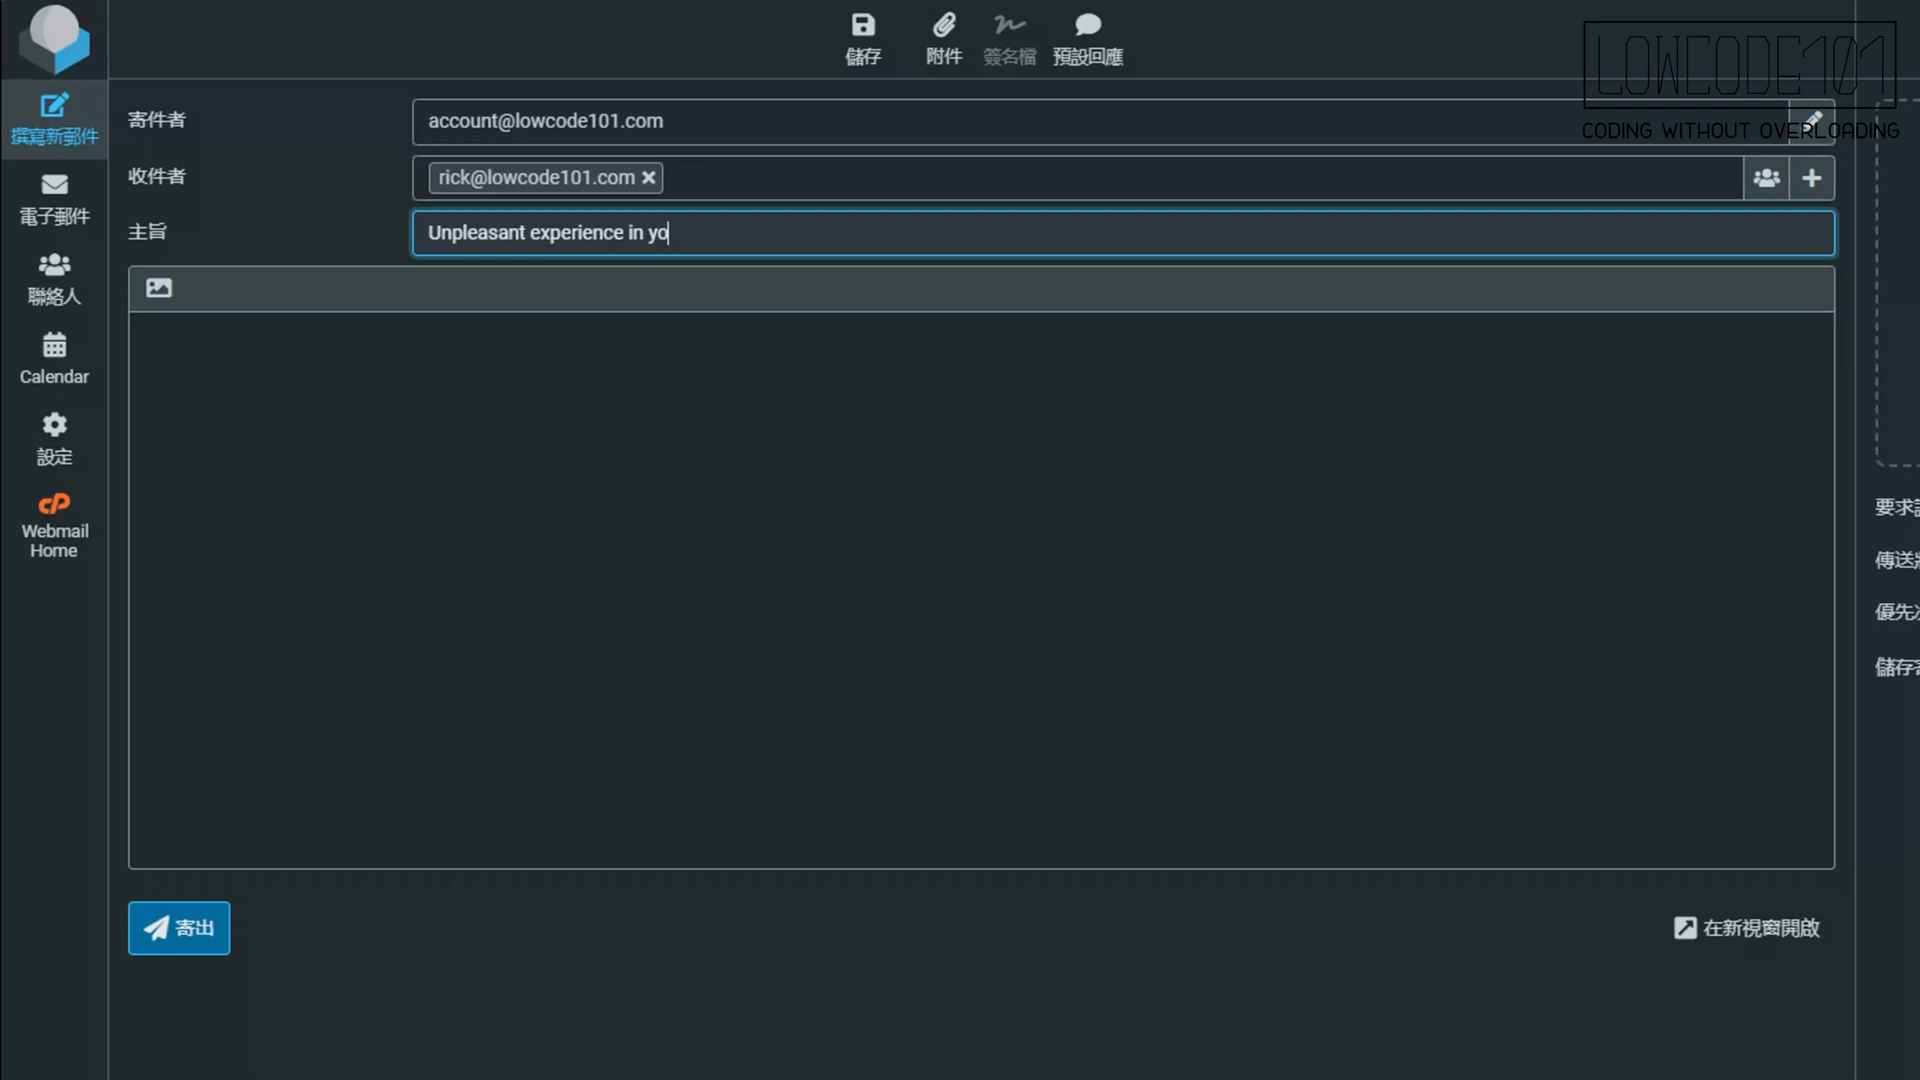 儲存
附件
簽名檔
預設回應
LOWCODE101
CODING WITHOUT OVERLOADING
撰寫新郵件
電子郵件
聯絡人
Calendar
設定
cP
Webmail
Home
寄件者
account@lowcode101.com
收件者
rick@lowcode101.com
主旨
Unpleasant experience in yo
寄出
在新視窗開啟
要求
傳送
優先
儲存